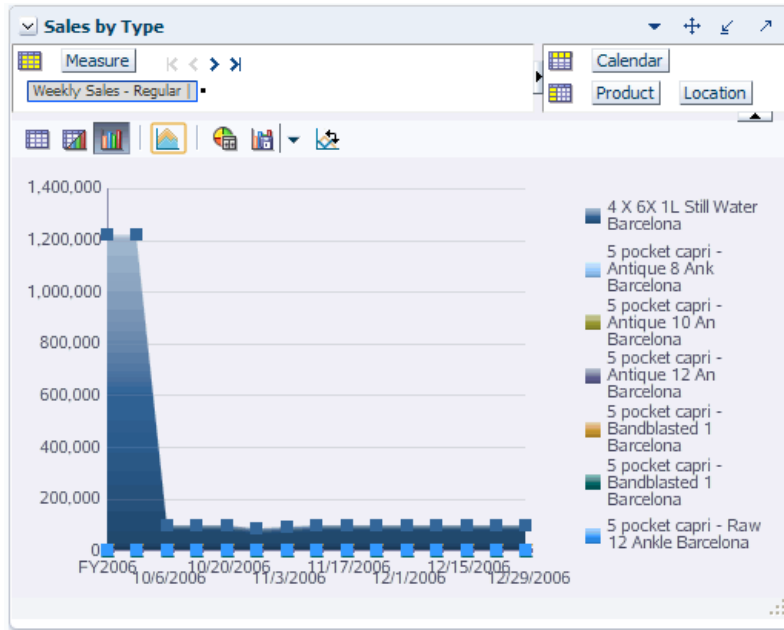 Sales by Type
Measure
Calendar
Weekly Sales - Regular
Product
Location
1,400,000
1,200,000
1,000,000
800,000
600,000
400,000
200,000
0
FY2006
10/6/2006
10/20/2006
11/3/2006
11/17/2006
12/1/2006
12/15/2006
12/29/2006
4 X 6X 1L Still Water
Barcelona
5 pocket capri -
Antique 8 Ank
Barcelona
5 pocket capri -
Antique 10 An
Barcelona
5 pocket capri -
Antique 12 An
Barcelona
5 pocket capri -
Bandblasted 1
Barcelona
5 pocket capri -
Bandblasted 1
Barcelona
5 pocket capri - Raw
12 Ankle Barcelona